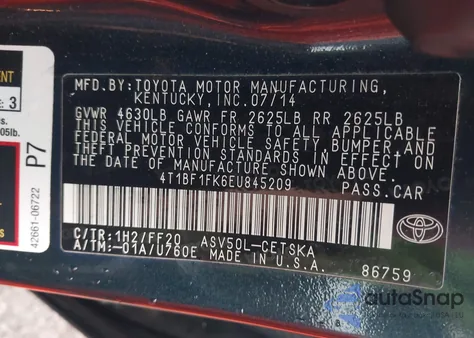 MFD.BY: TOYOTA MOTOR MANUFACTURING,
KENTUCKY, INC. 07/14
GVWR 4630LB GAWR FR 2625LB RR 2625LB
THIS VEHICLE CONFORMS TO ALL APPLICABLE
FEDERAL MOTOR VEHICLE SAFETY, BUMPER, AND
THEFT PREVENTION STANDARDS IN EFFECT ON
THE DATE OF MANUFACTURE SHOWN ABOVE.
4T1BF1FK6EU845209 PASS.CAR
C/TR:1H2/FF20 ASV50L-CETSKA
A/TM:-01A/U760E MADE IN U.S.A.
86759
TOYOTA
3
05lb.
P7
42661-06722
autoSnap